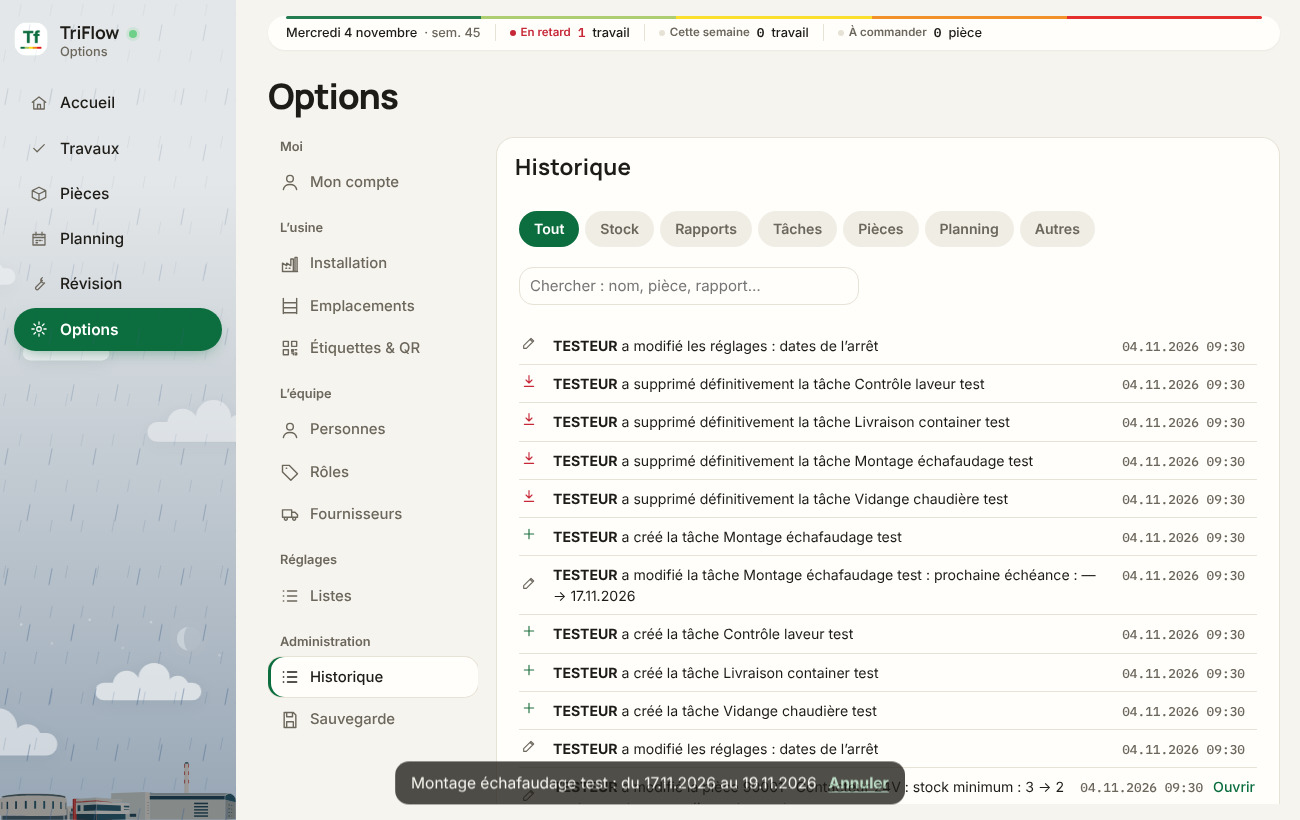 Tf
TriFlow
Options
Accueil
Travaux
Pièces
Planning
Révision
Options
Mercredi 4 novembre · sem. 45
En retard 1 travail
Cette semaine 0 travail
À commander 0 pièce
Options
Moi
Mon compte
L'usine
Installation
Emplacements
Étiquettes & QR
L'équipe
Personnes
Rôles
Fournisseurs
Réglages
Listes
Administration
Historique
Sauvegarde
Historique
Tout Stock Rapports Tâches Pièces Planning Autres
Chercher : nom, pièce, rapport…
TESTEUR a modifié les réglages : dates de l'arrêt 04.11.2026 09:30
TESTEUR a supprimé définitivement la tâche Contrôle laveur test 04.11.2026 09:30
TESTEUR a supprimé définitivement la tâche Livraison container test 04.11.2026 09:30
TESTEUR a supprimé définitivement la tâche Montage échafaudage test 04.11.2026 09:30
TESTEUR a supprimé définitivement la tâche Vidange chaudière test 04.11.2026 09:30
TESTEUR a créé la tâche Montage échafaudage test 04.11.2026 09:30
TESTEUR a modifié la tâche Montage échafaudage test : prochaine échéance : — 04.11.2026 09:30
→ 17.11.2026
TESTEUR a créé la tâche Contrôle laveur test 04.11.2026 09:30
TESTEUR a créé la tâche Livraison container test 04.11.2026 09:30
TESTEUR a créé la tâche Vidange chaudière test 04.11.2026 09:30
TESTEUR a modifié les réglages : dates de l'arrêt 04.11.2026 09:30
: stock minimum : 3 → 2 04.11.2026 09:30 Ouvrir
Montage échafaudage test : du 17.11.2026 au 19.11.2026 Annuler